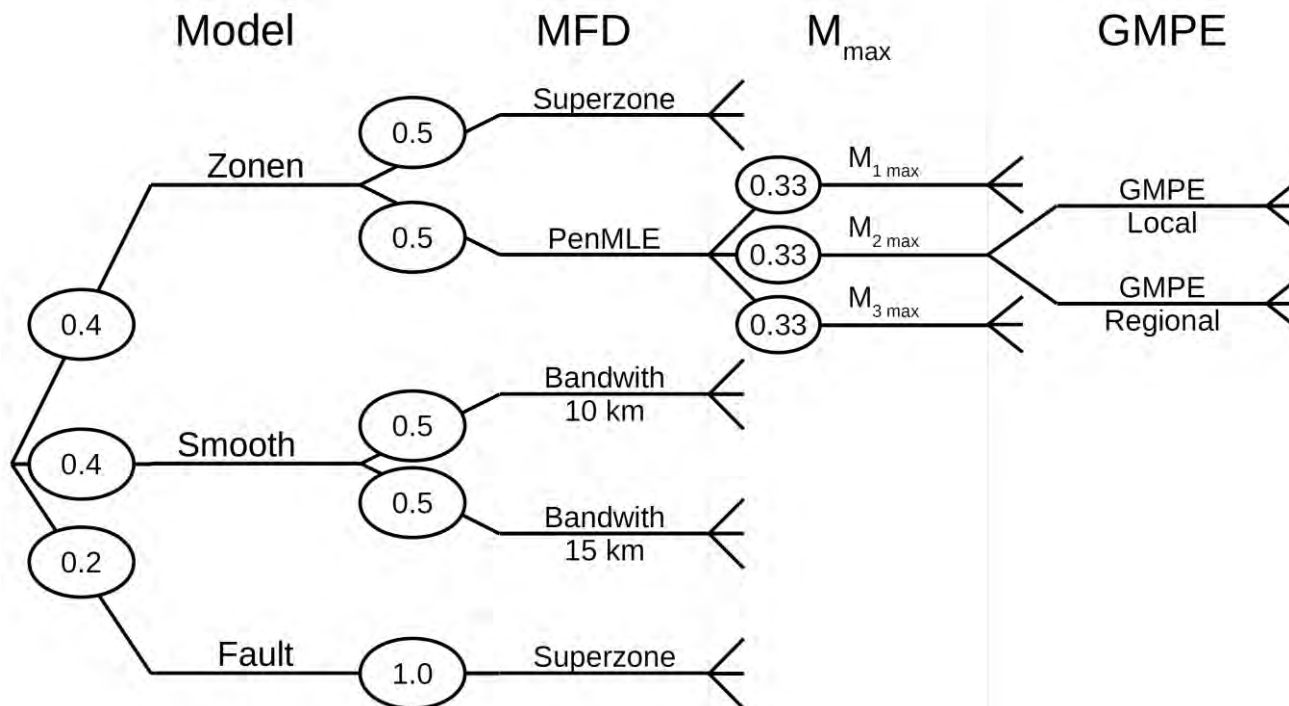 Model
MFD
M max
GMPE
0.5
Superzone
Zonen
0.5
PenMLE
0.33
M1 max
0.33
M2 max
0.33
M3 max
GMPE
Local
GMPE
Regional
0.4
0.4
Smooth
0.5
Bandwith
10 km
0.5
Bandwith
15 km
0.2
Fault
1.0
Superzone